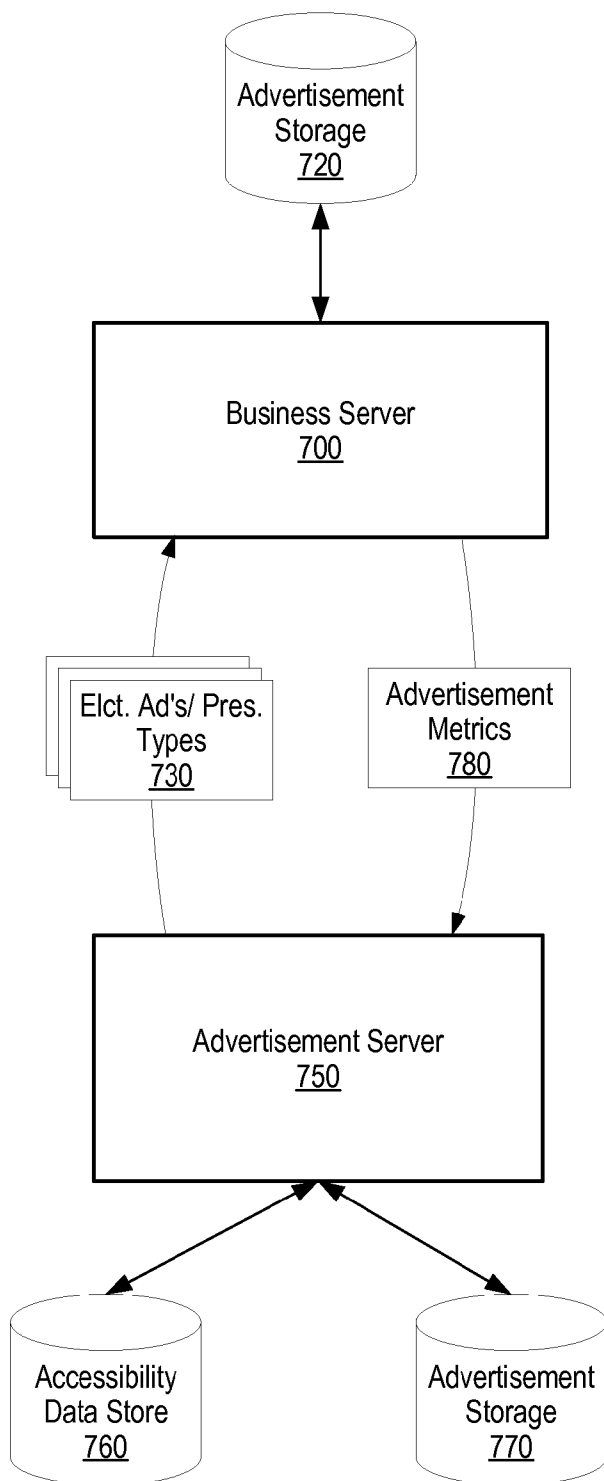 Advertisement
Storage
720
Business Server
700
Elct. Ad's/ Pres.
Types
730
Advertisement
Metrics
780
Advertisement Server
750
Accessibility
Data Store
760
Advertisement
Storage
770